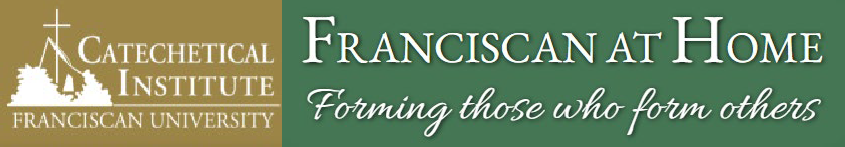 CATECHETICAL
INSTITUTE
FRANCISCAN UNIVERSITY
FRANCISCAN AT HOME
Forming those who form others